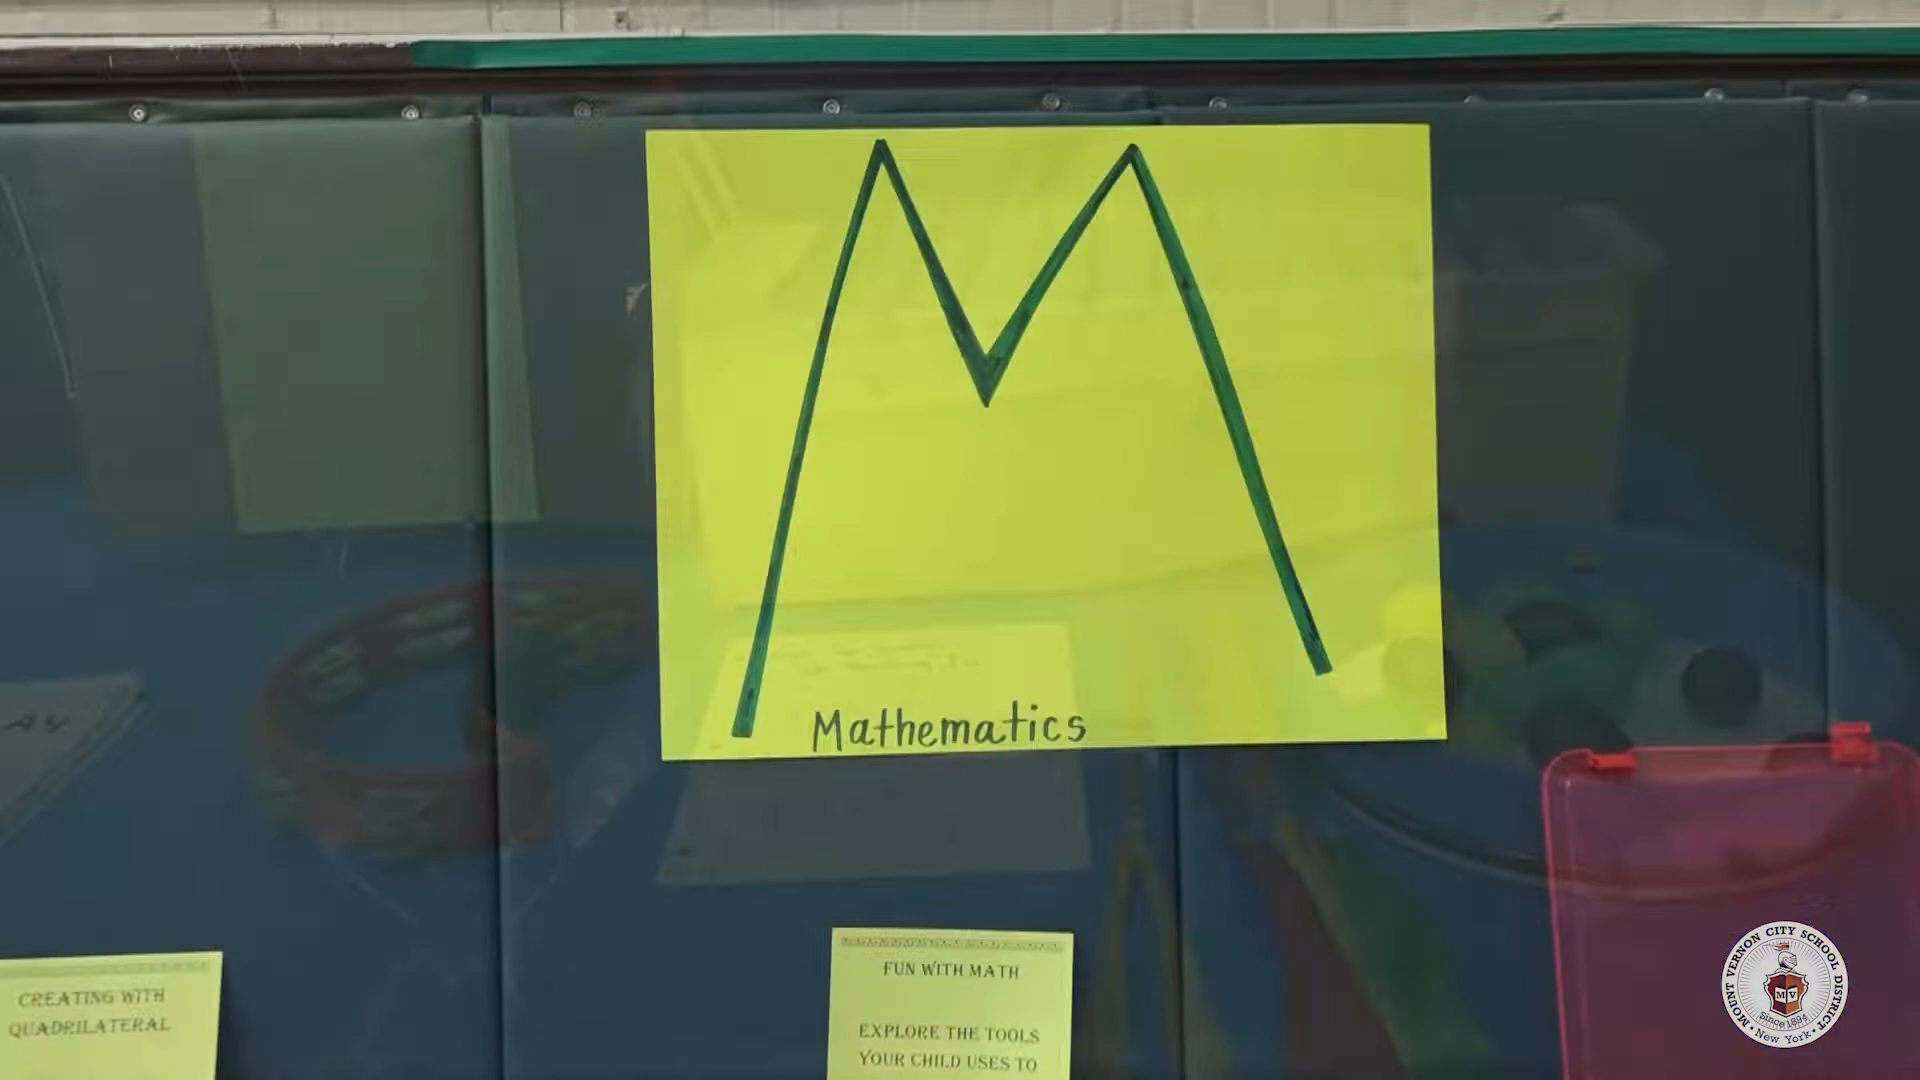 M
Mathematics
CREATING WITH
QUADRILATERAL
FUN WITH MATH
EXPLORE THE TOOLS
YOUR CHILD USES TO
MOUNT VERNON CITY SCHOOL DISTRICT
MV
Since 1894
New York